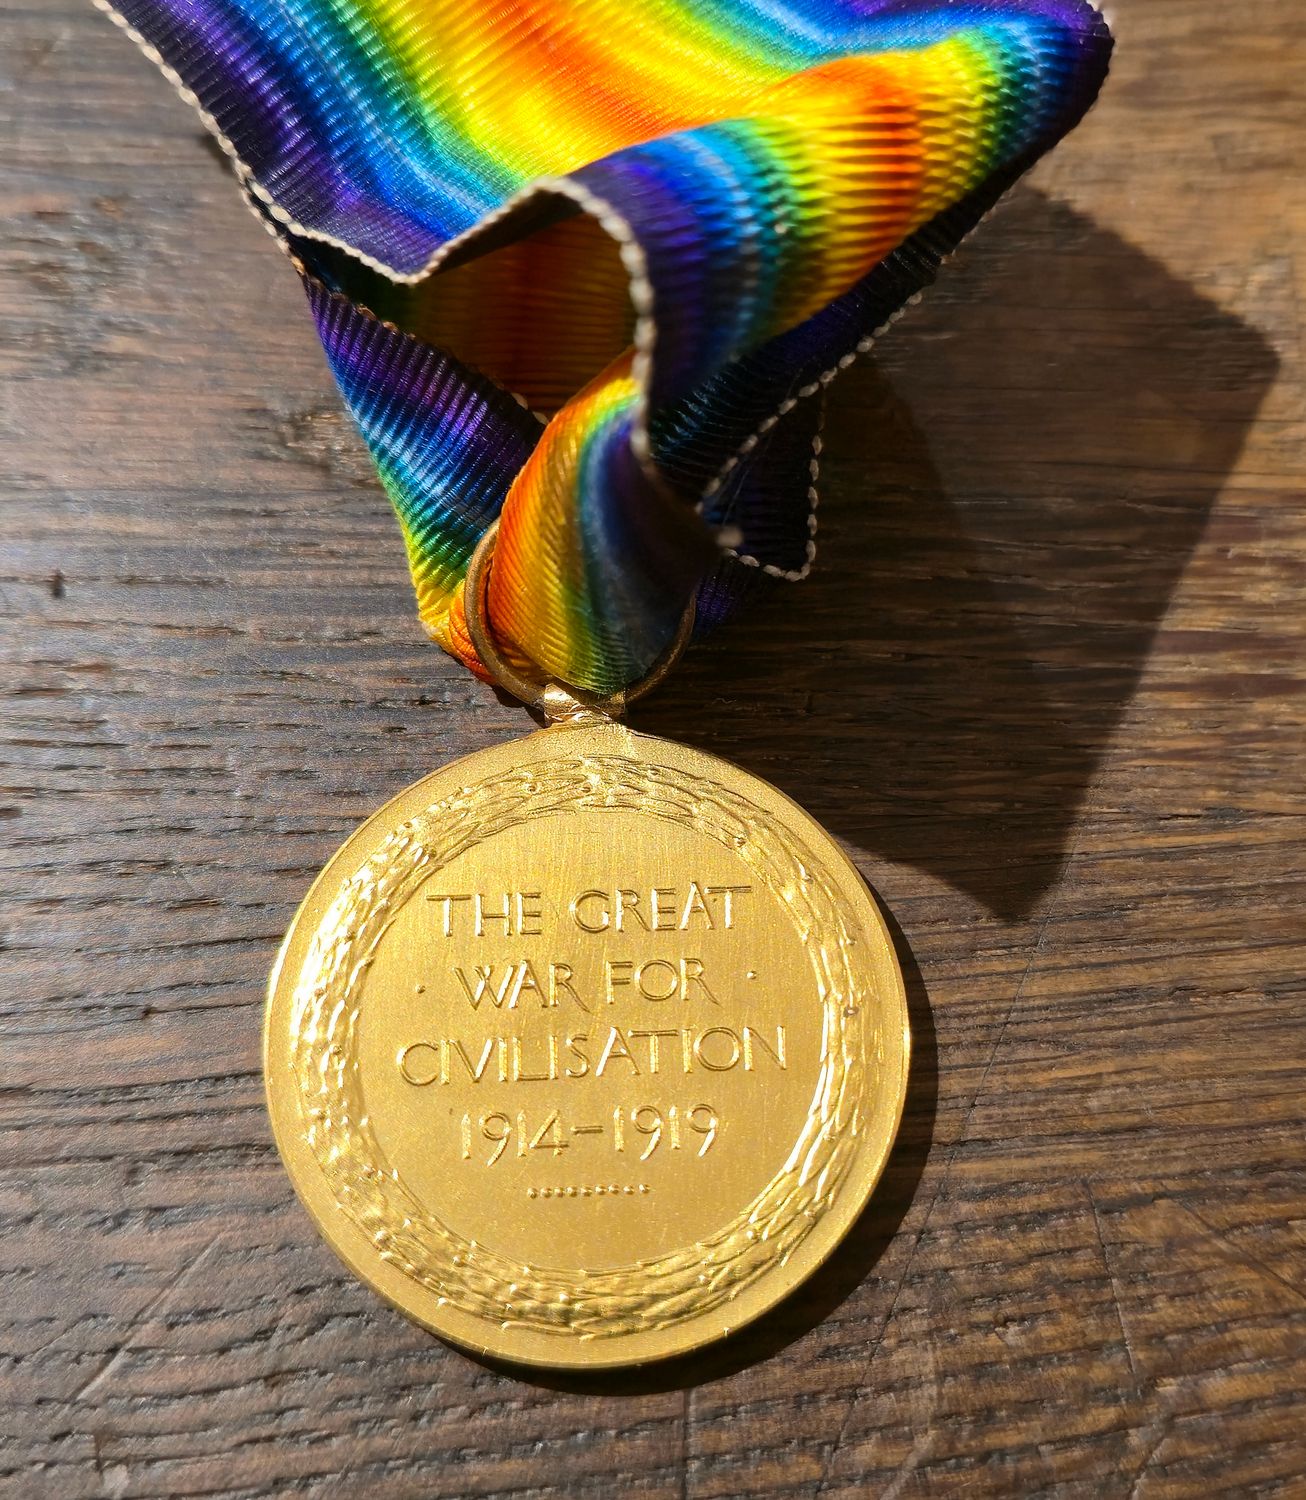 THE GREAT
· WAR FOR ·
CIVILISATION
1914-1919